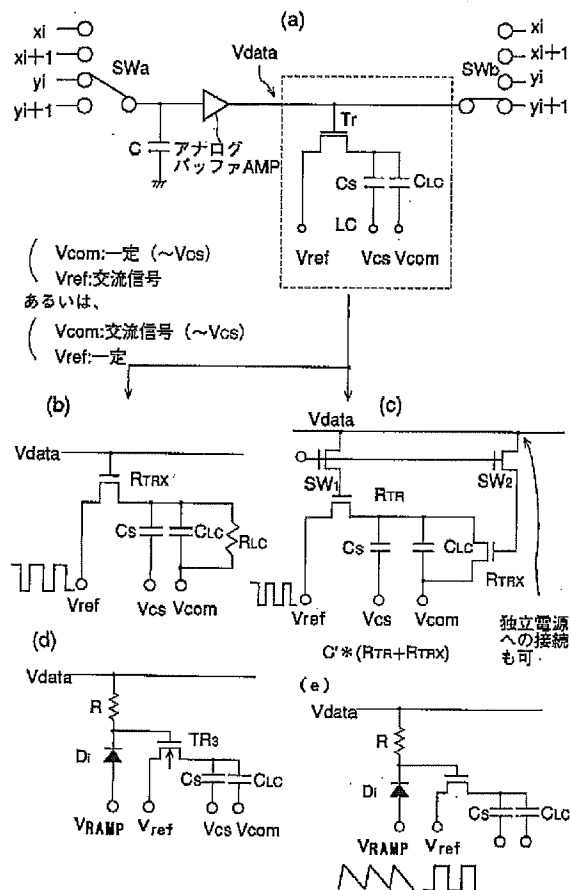 (a)
xi
xi+1
yi
yi+1
SWa
C
アナログ
バッファAMP
Vdata
Tr
Cs
CLC
LC
Vref
Vcs
Vcom
SWb
xi
xi+1
yi
yi+1
Vcom:一定 (~Vcs)
Vref:交流信号
あるいは、
Vcom:交流信号 (~Vcs)
Vref:一定
(b)
Vdata
RTRX
Cs
CLC
RLC
Vref
Vcs
Vcom
(c)
Vdata
SW1
SW2
RTR
Cs
CLC
RTRX
Vref
Vcs
Vcom
C'*(RTR+RTRX)
独立電源
への接続
も可
(d)
Vdata
R
Di
TR3
Cs
CLC
VRAMP
Vref
Vcs
Vcom
(e)
Vdata
R
Di
Cs
CLC
VRAMP
Vref